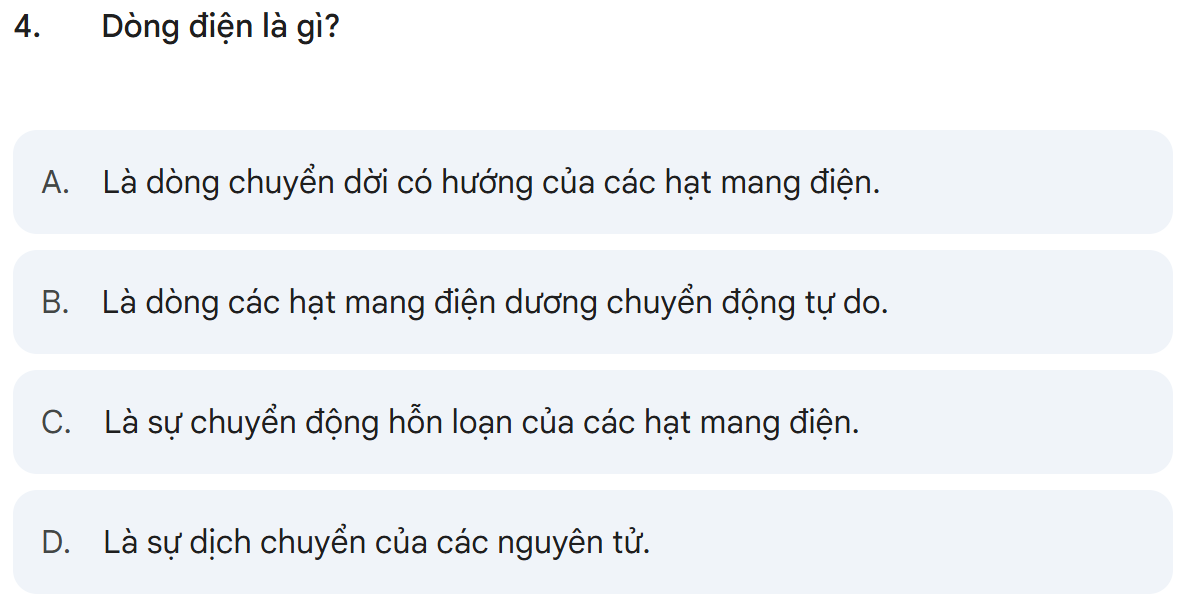 4. Dòng điện là gì?
A. Là dòng chuyển dời có hướng của các hạt mang điện.
B. Là dòng các hạt mang điện dương chuyển động tự do.
C. Là sự chuyển động hỗn loạn của các hạt mang điện.
D. Là sự dịch chuyển của các nguyên tử.